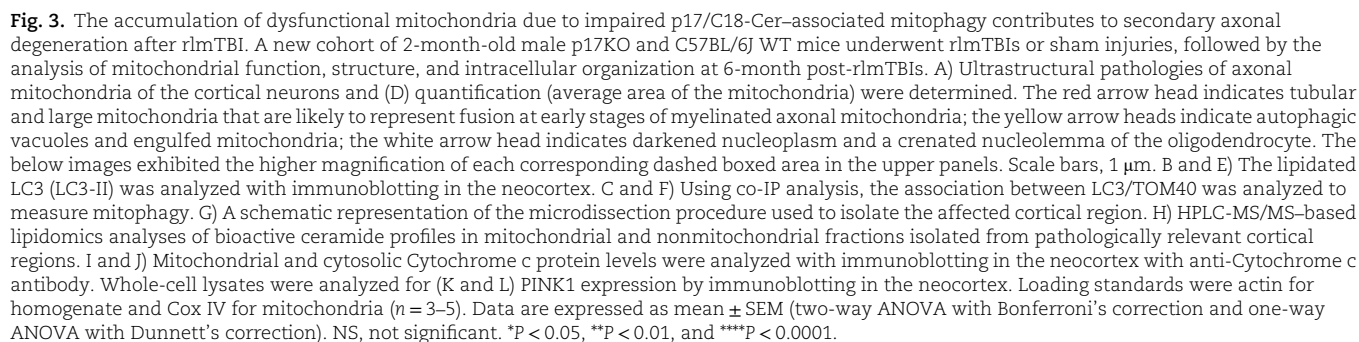 Fig. 3. The accumulation of dysfunctional mitochondria due to impaired p17/C18-Cer–associated mitophagy contributes to secondary axonal
degeneration after rlmTBI. A new cohort of 2-month-old male p17KO and C57BL/6J WT mice underwent rlmTBIs or sham injuries, followed by the
analysis of mitochondrial function, structure, and intracellular organization at 6-month post-rlmTBIs. A) Ultrastructural pathologies of axonal
mitochondria of the cortical neurons and (D) quantification (average area of the mitochondria) were determined. The red arrow head indicates tubular
and large mitochondria that are likely to represent fusion at early stages of myelinated axonal mitochondria; the yellow arrow heads indicate autophagic
vacuoles and engulfed mitochondria; the white arrow head indicates darkened nucleoplasm and a crenated nucleolemma of the oligodendrocyte. The
below images exhibited the higher magnification of each corresponding dashed boxed area in the upper panels. Scale bars, 1 μm. B and E) The lipidated
LC3 (LC3-II) was analyzed with immunoblotting in the neocortex. C and F) Using co-IP analysis, the association between LC3/TOM40 was analyzed to
measure mitophagy. G) A schematic representation of the microdissection procedure used to isolate the affected cortical region. H) HPLC-MS/MS–based
lipidomics analyses of bioactive ceramide profiles in mitochondrial and nonmitochondrial fractions isolated from pathologically relevant cortical
regions. I and J) Mitochondrial and cytosolic Cytochrome c protein levels were analyzed with immunoblotting in the neocortex with anti-Cytochrome c
antibody. Whole-cell lysates were analyzed for (K and L) PINK1 expression by immunoblotting in the neocortex. Loading standards were actin for
homogenate and Cox IV for mitochondria (n = 3–5). Data are expressed as mean ± SEM (two-way ANOVA with Bonferroni's correction and one-way
ANOVA with Dunnett's correction). NS, not significant. *P < 0.05, **P < 0.01, and ****P < 0.0001.